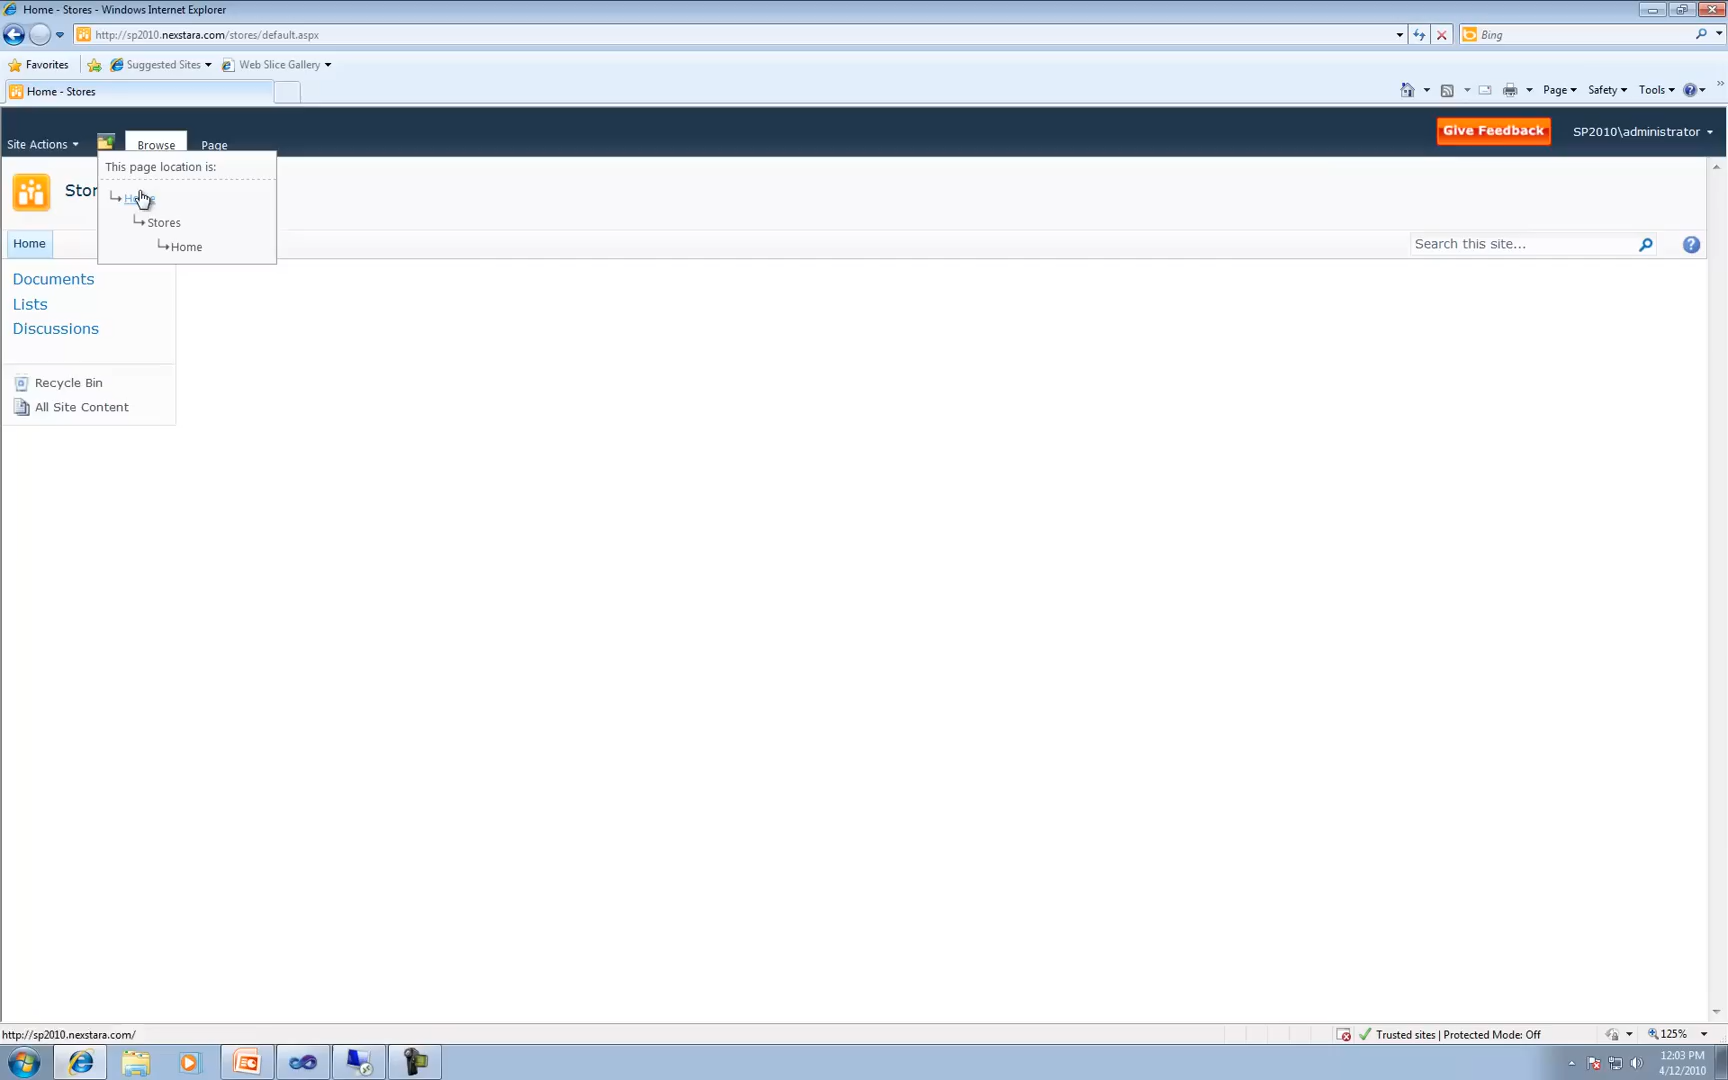 Home - Stores - Windows Internet Explorer
http://sp2010.nexstara.com/stores/default.aspx
Bing
Favorites
Suggested Sites
Web Slice Gallery
Home - Stores
Page
Safety
Tools
Site Actions
Browse
Page
Give Feedback
SP2010\administrator
This page location is:
Stor
Stores
Home
Home
Search this site...
Documents
Lists
Discussions
Recycle Bin
All Site Content
http://sp2010.nexstara.com/
Trusted sites | Protected Mode: Off
125%
12:03 PM
4/12/2010